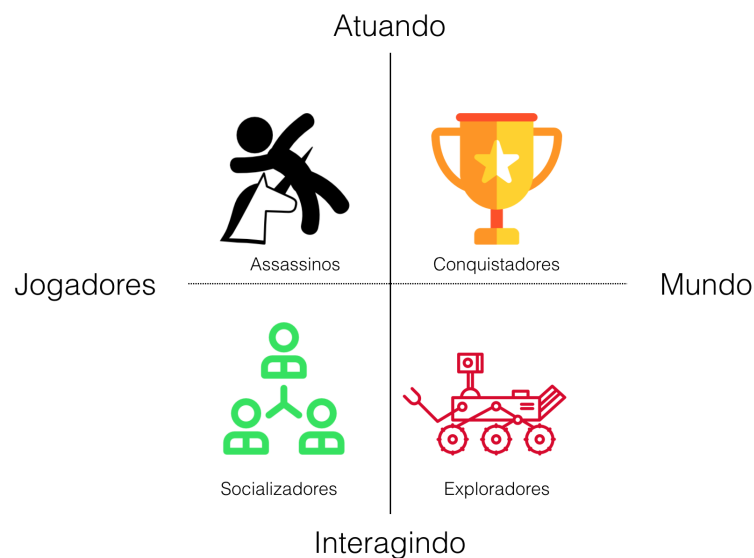 Atuando
Assassinos
Conquistadores
Jogadores
Mundo
Socializadores
Exploradores
Interagindo